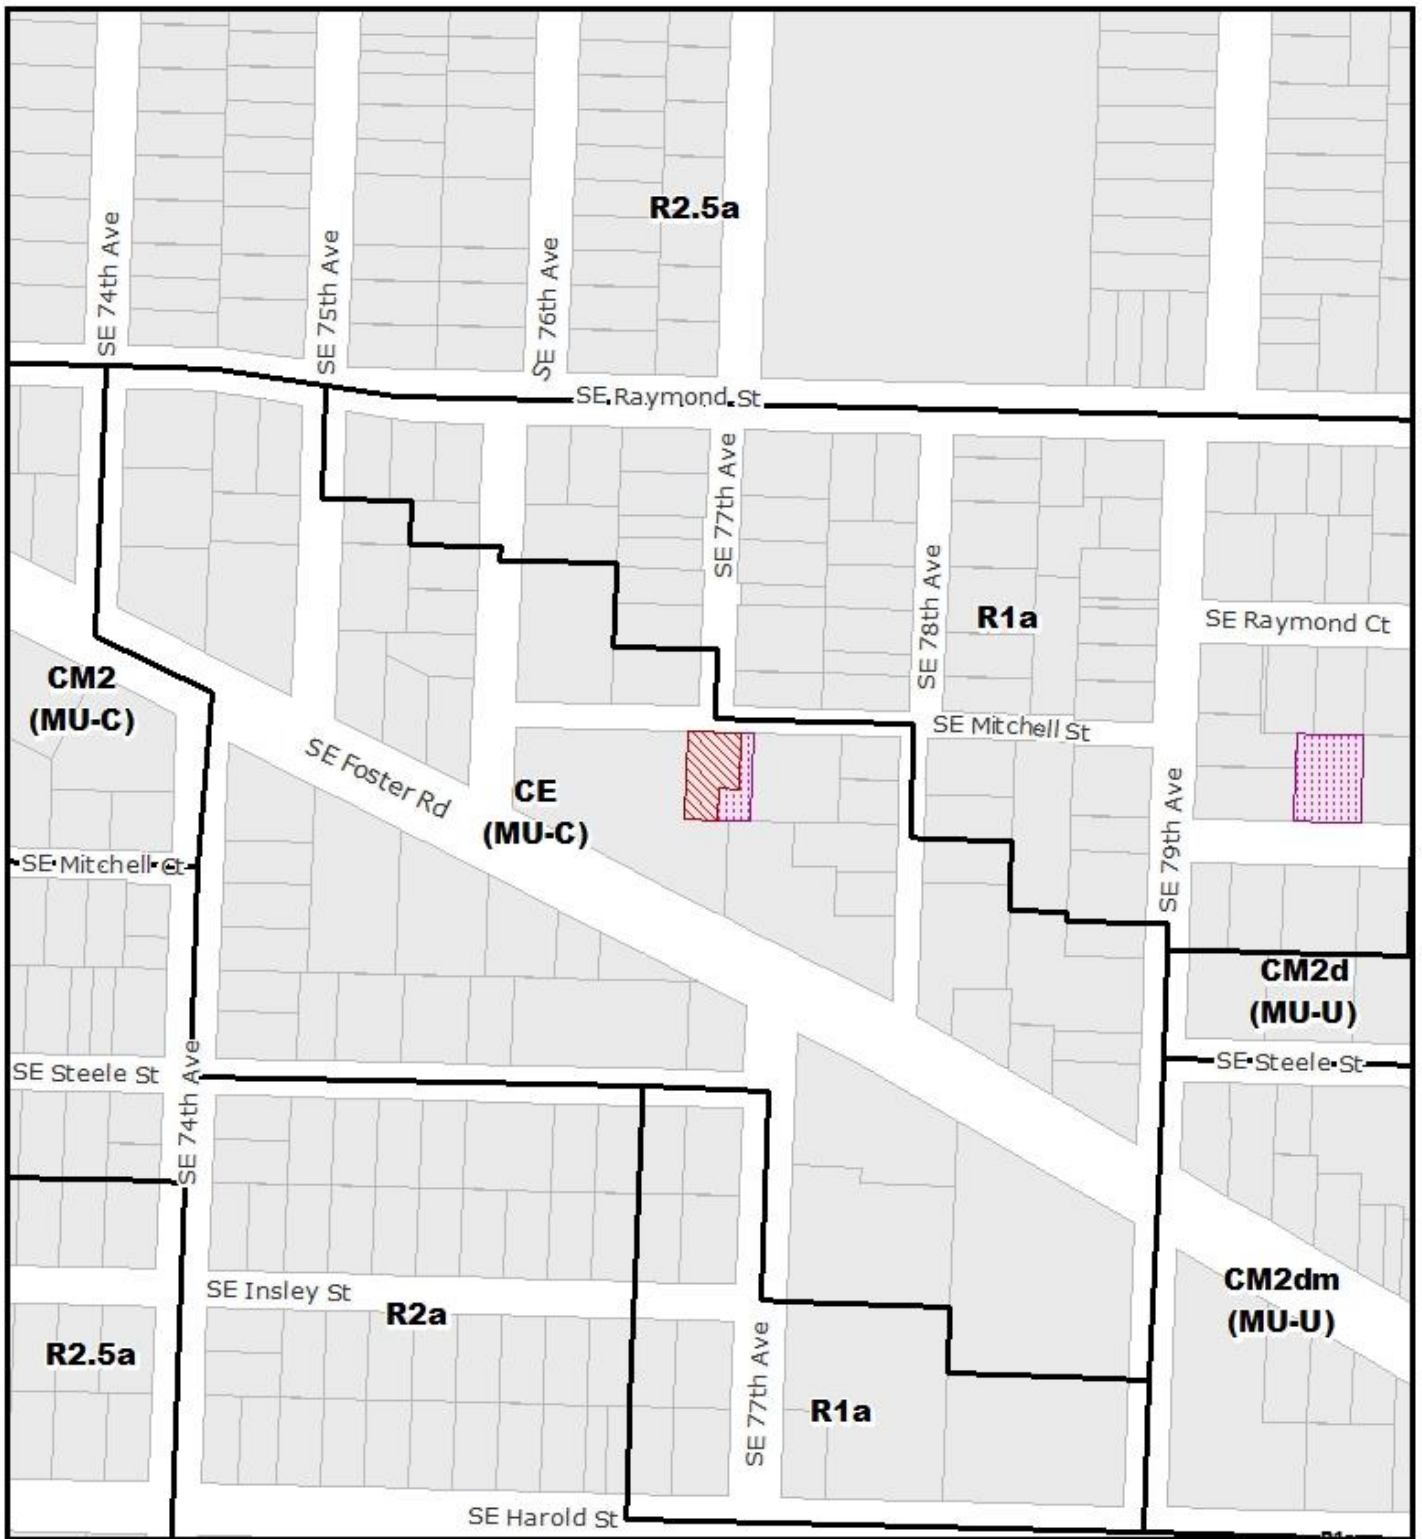 R2.5a
SE 74th Ave
SE 75th Ave
SE 76th Ave
SE Raymond St
SE 77th Ave
SE 78th Ave
R1a
SE Raymond Ct
CM2
(MU-C)
SE Mitchell St
SE Foster Rd
CE
(MU-C)
SE 79th Ave
SE Mitchell Ct
CM2d
(MU-U)
SE Steele St
SE Steele St
SE 74th Ave
SE Insley St
R2a
CM2dm
(MU-U)
R2.5a
SE 77th Ave
R1a
SE Harold St